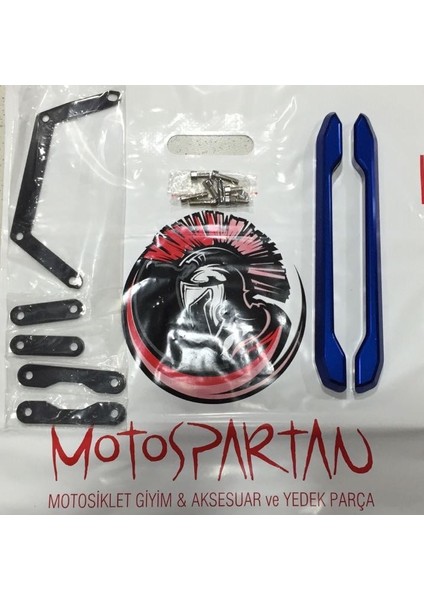 MOTOSPARTAN
MOTOSİKLET GİYİM & AKSESUAR ve YEDEK PARÇA